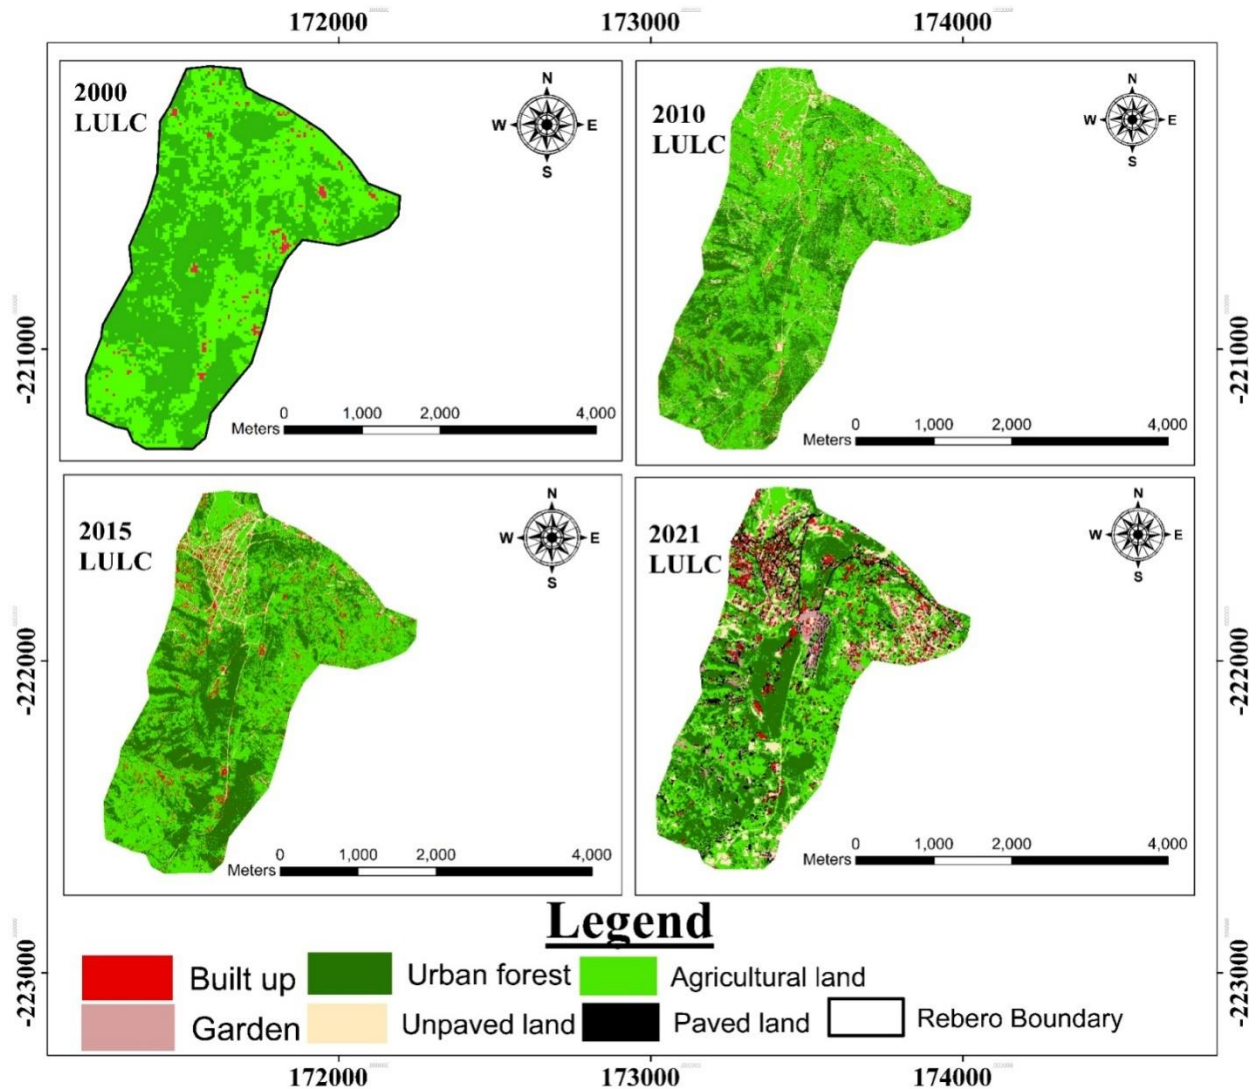 172000 173000 174000
2000
LULC
N
W E
S
0 1,000 2,000 4,000
Meters
2010
LULC
N
W E
S
0 1,000 2,000 4,000
Meters
-221000 -221000
2015
LULC
N
W E
S
0 1,000 2,000 4,000
Meters
2021
LULC
N
W E
S
0 1,000 2,000 4,000
Meters
-222000 -222000
Legend
-223000 -223000
Built up Urban forest Agricultural land
Garden Unpaved land Paved land Rebero Boundary
172000 173000 174000